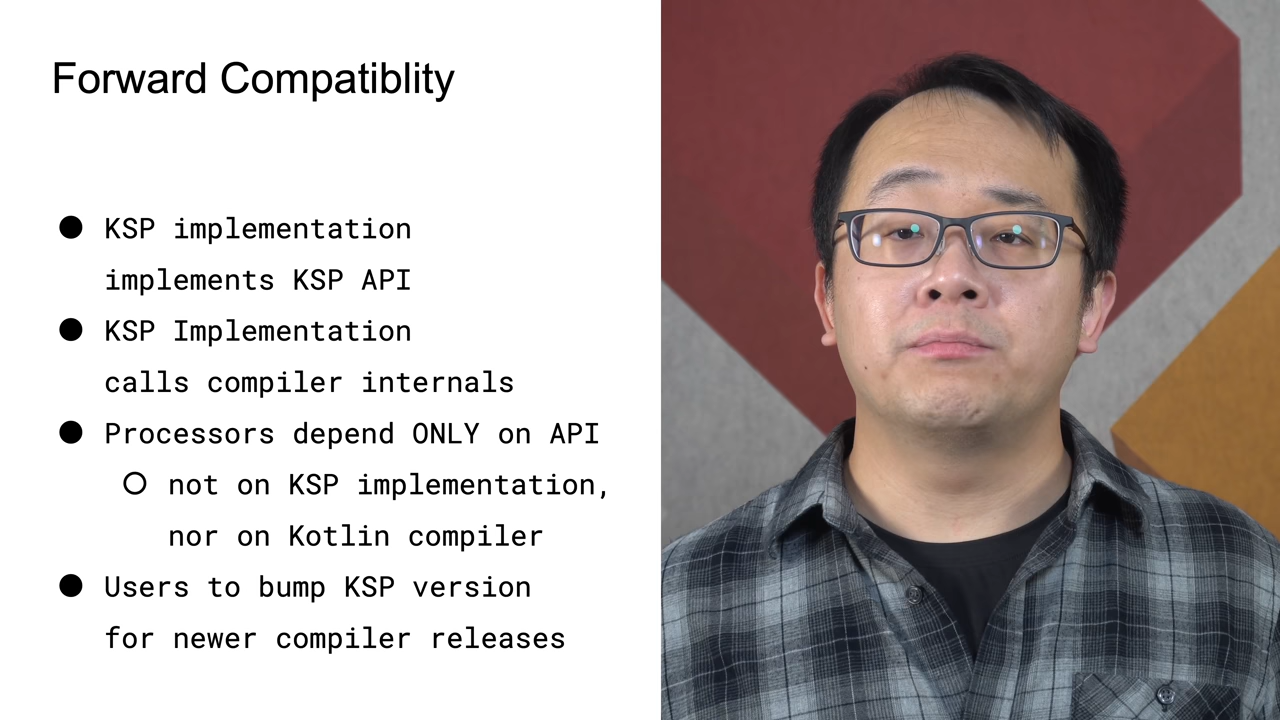 Forward Compatiblity
● KSP implementation
implements KSP API
● KSP Implementation
calls compiler internals
● Processors depend ONLY on API
○ not on KSP implementation,
nor on Kotlin compiler
● Users to bump KSP version
for newer compiler releases